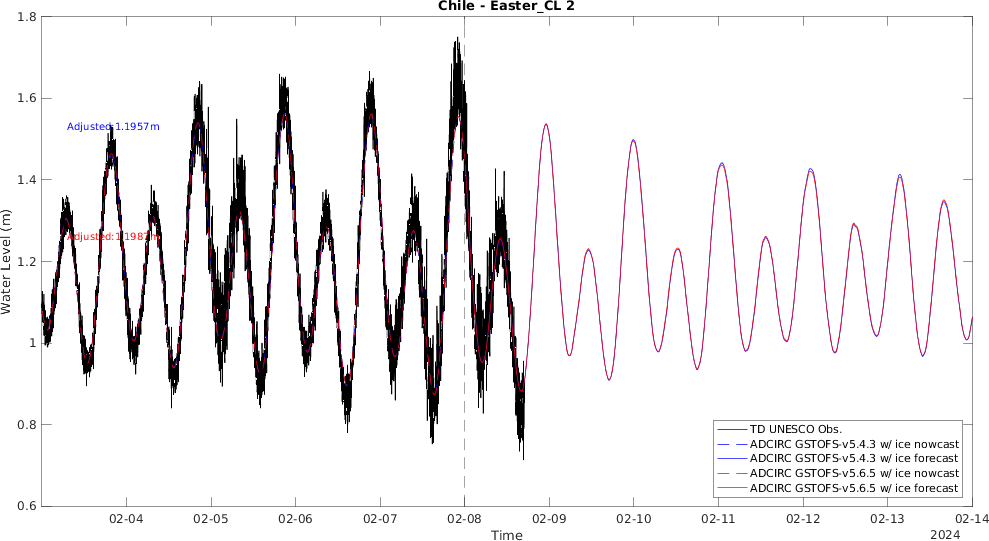 Chile - Easter_CL 2
Water Level (m)
1.8
1.6
1.4
1.2
1
0.8
0.6
Adjusted:1.1957m
Adjusted:1.1987m
TD UNESCO Obs.
ADCIRC GSTOFS-v5.4.3 w/ ice nowcast
ADCIRC GSTOFS-v5.4.3 w/ ice forecast
ADCIRC GSTOFS-v5.6.5 w/ ice nowcast
ADCIRC GSTOFS-v5.6.5 w/ ice forecast
02-04 02-05 02-06 02-07 02-08 02-09 02-10 02-11 02-12 02-13 02-14
Time
2024